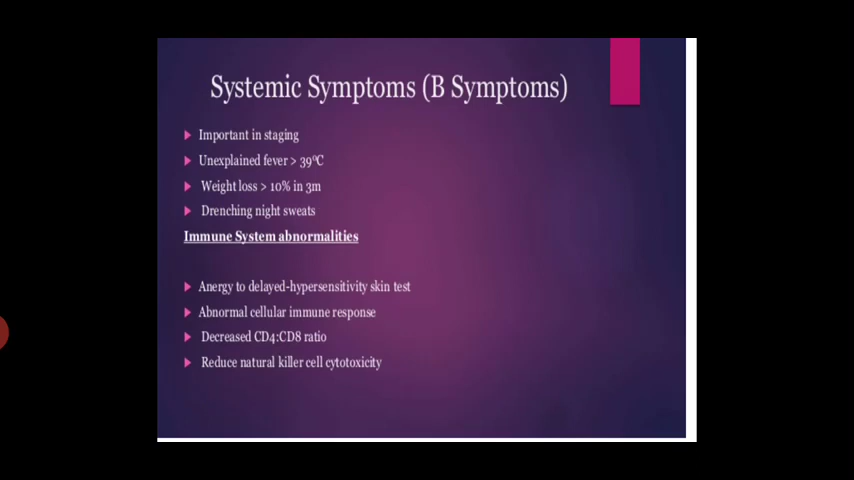 Systemic Symptoms (B Symptoms)
Important in staging
Unexplained fever > 39°C
Weight loss > 10% in 3m
Drenching night sweats
Immune System abnormalities
Anergy to delayed-hypersensitivity skin test
Abnormal cellular immune response
Decreased CD4:CD8 ratio
Reduce natural killer cell cytotoxicity